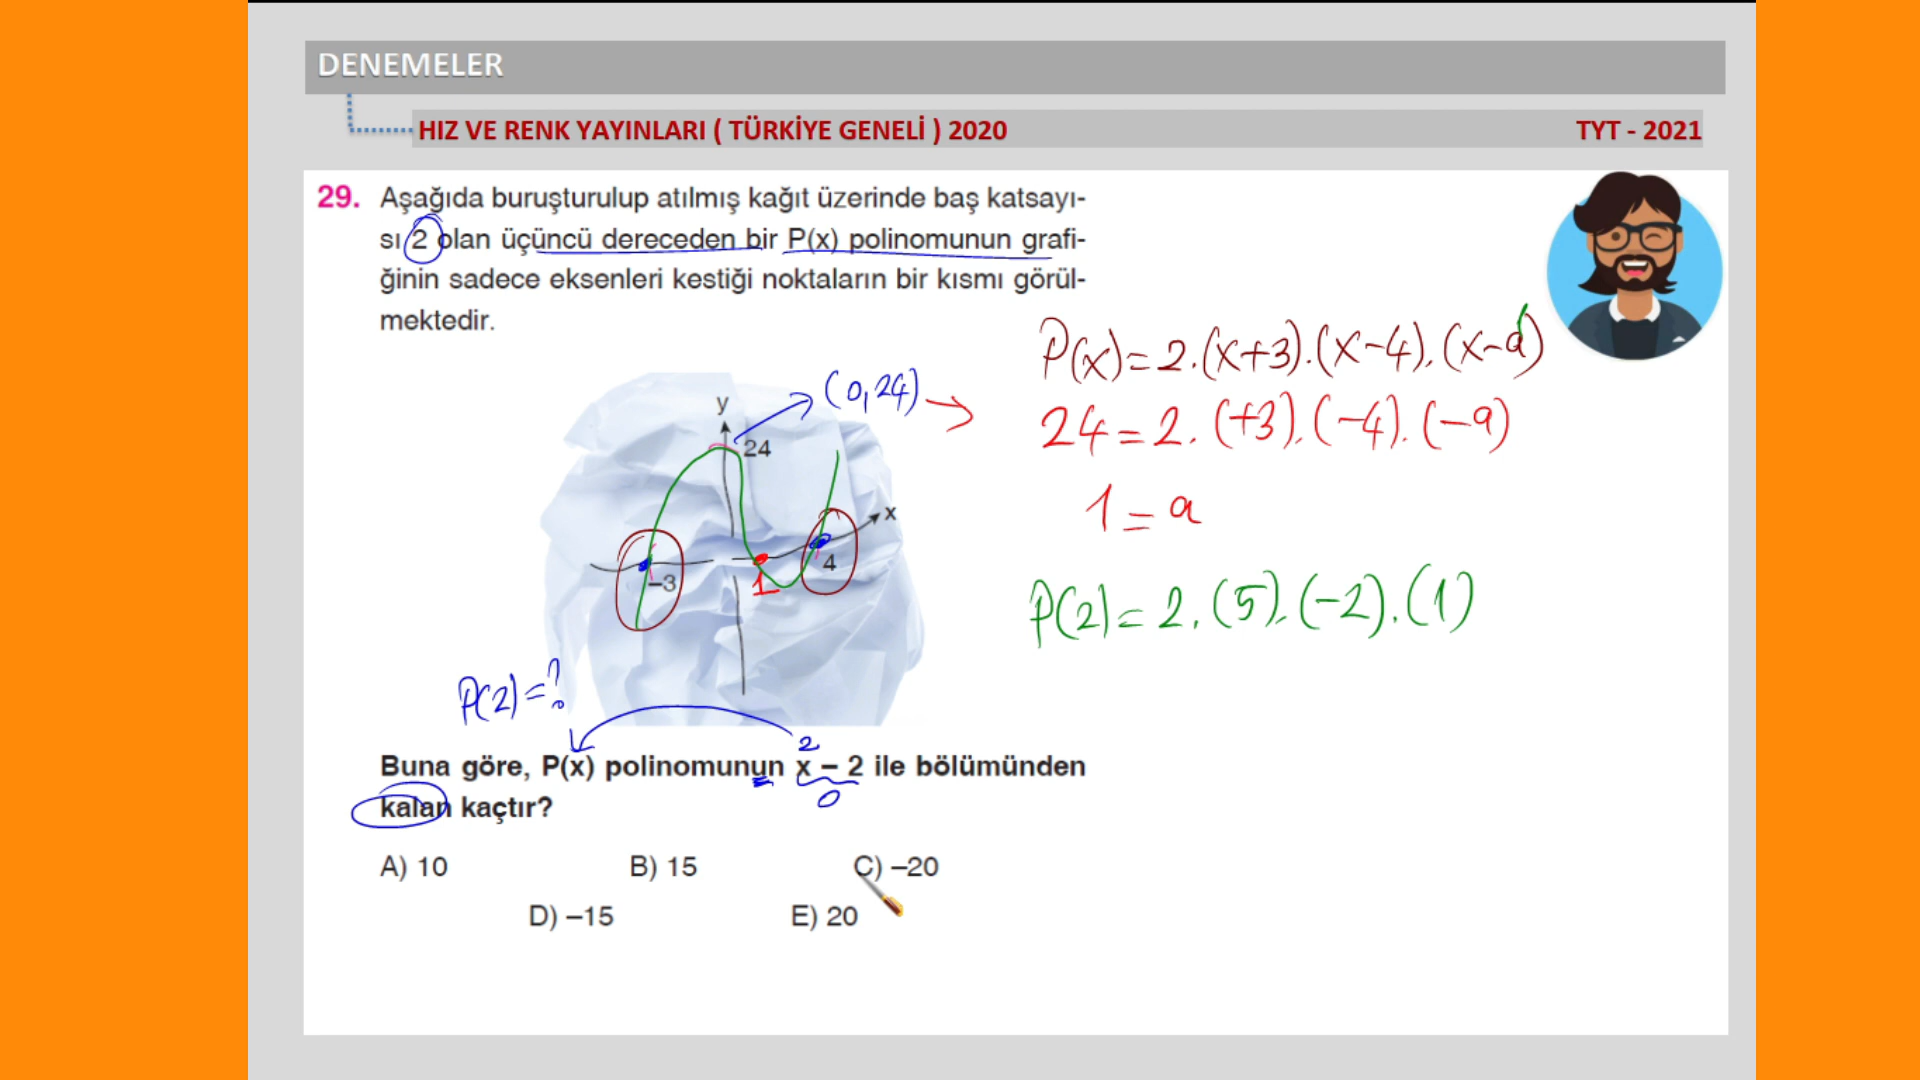 DENEMELER
HIZ VE RENK YAYINLARI ( TÜRKİYE GENELİ ) 2020
TYT - 2021
29. Aşağıda buruşturulup atılmış kağıt üzerinde baş katsayı-
sı 2 olan üçüncü dereceden bir P(x) polinomunun grafi-
ğinin sadece eksenleri kestiği noktaların bir kısmı görül-
mektedir.
P(x)=2.(x+3).(x-4).(x-a)
(0,24)
24=2.(+3).(-4).(-a)
1=a
P(2)=2.(5).(-2).(1)
y
24
x
-3
1
4
P(2)=?
2
Buna göre, P(x) polinomunun x – 2 ile bölümünden
0
kalan kaçtır?
A) 10 B) 15 C) –20
D) –15 E) 20